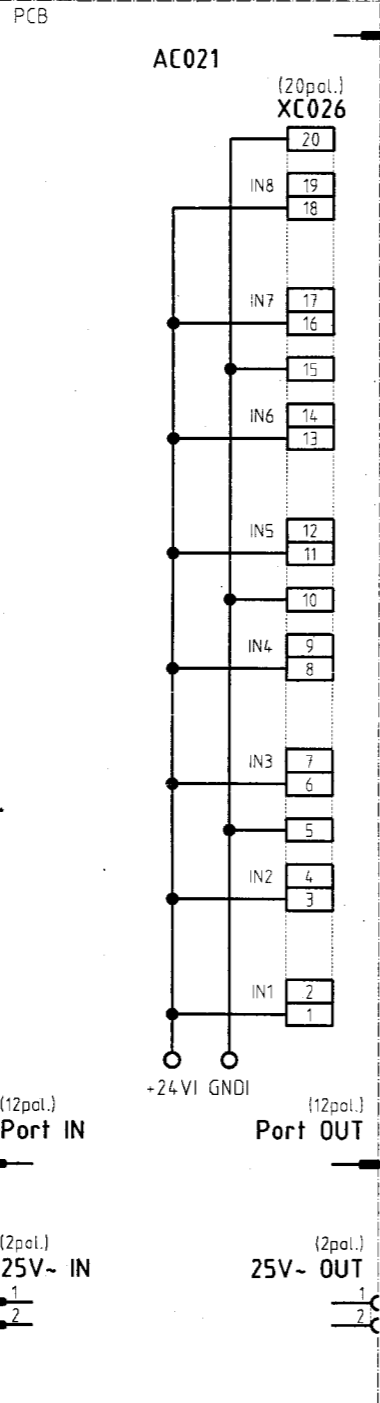 PCB
AC021
(20pol.)
XC026
20
IN8 19
18
IN7 17
16
15
IN6 14
13
IN5 12
11
10
IN4 9
8
IN3 7
6
5
IN2 4
3
IN1 2
1
+24VI GNDI
(12pol.) (12pol.)
Port IN Port OUT
(2pol.) (2pol.)
25V~ IN 25V~ OUT
1 1
2 2